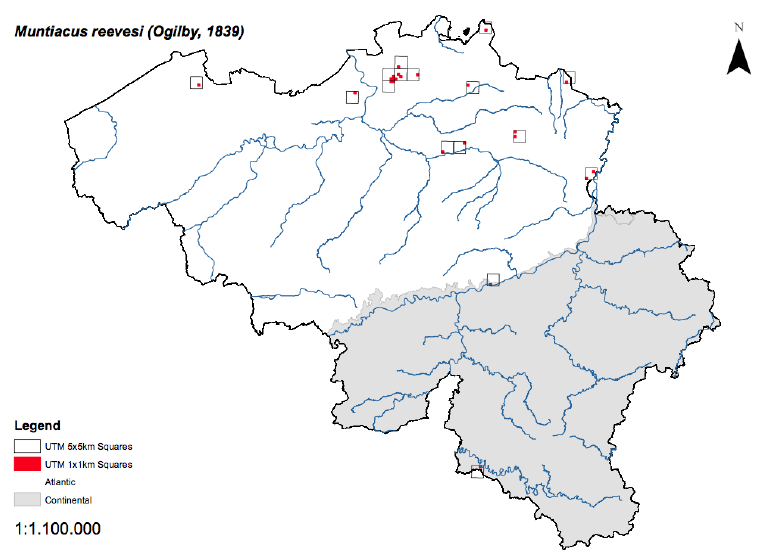 Muntiacus reevesi (Ogilby, 1839)
N
Legend
UTM 5x5km Squares
UTM 1x1km Squares
Atlantic
Continental
1:1.100.000